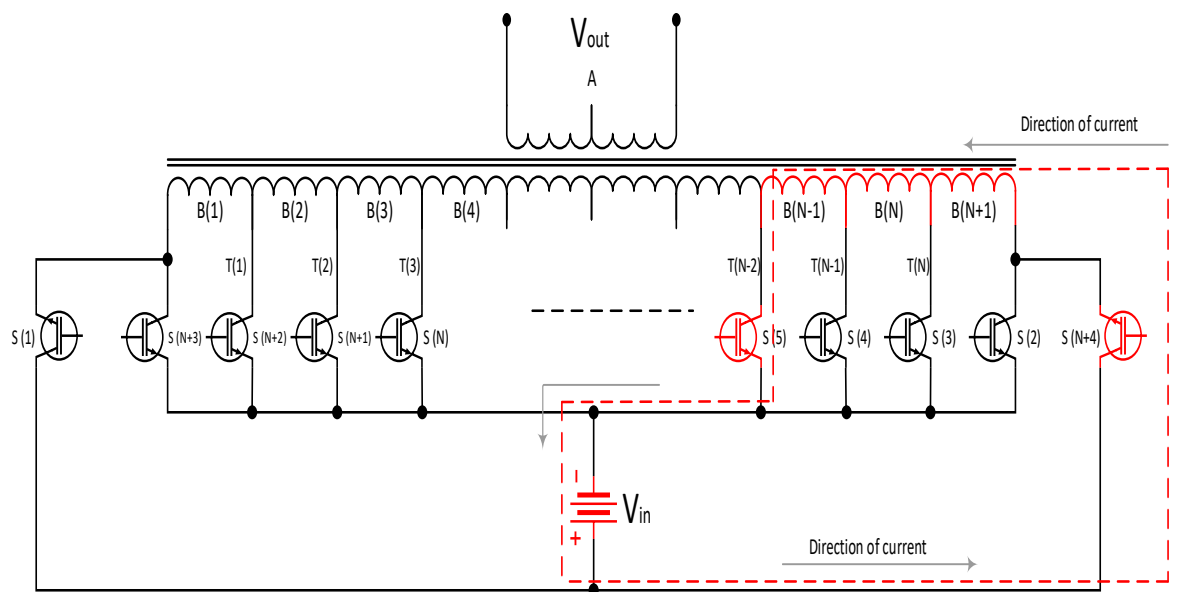 Vout
A
Direction of current
B(1) B(2) B(3) B(4) B(N-1) B(N) B(N+1)
T(1) T(2) T(3) T(N-2) T(N-1) T(N)
S (1) S (N+3) S (N+2) S (N+1) S (N) S (5) S (4) S (3) S (2) S (N+4)
-
Vin
+
Direction of current